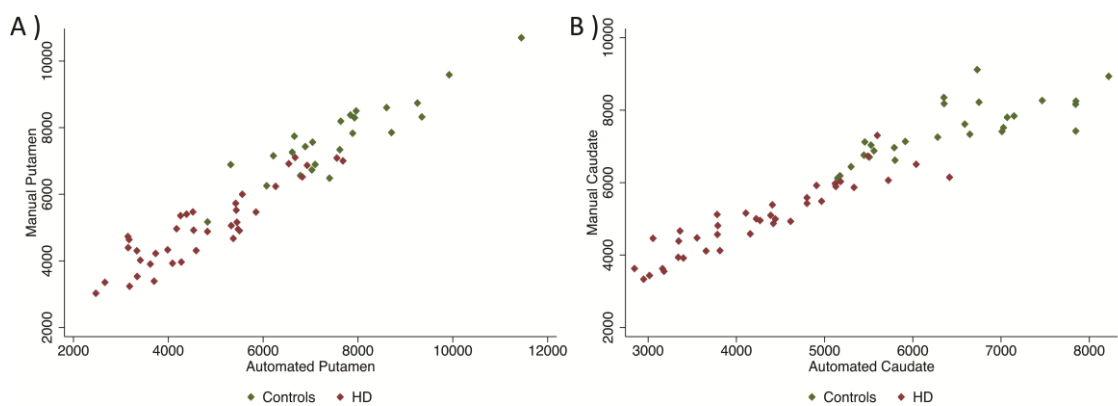 A )
Manual Putamen
10000
8000
6000
4000
2000
2000 4000 6000 8000 10000 12000
Automated Putamen
Controls HD
B )
Manual Caudate
10000
8000
6000
4000
2000
3000 4000 5000 6000 7000 8000
Automated Caudate
Controls HD